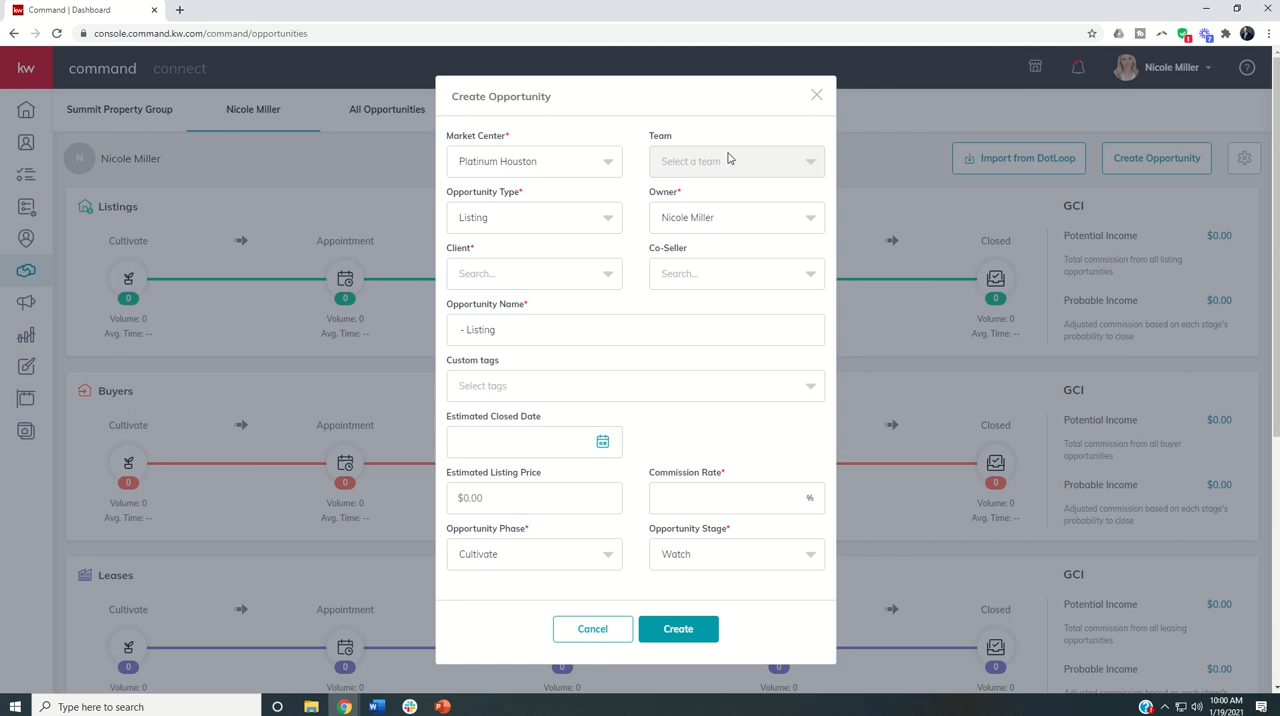 Command | Dashboard
console.command.kw.com/command/opportunities
1
7
kw
command
connect
Nicole Miller
Summit Property Group
Nicole Miller
All Opportunities
N
Nicole Miller
Import from DotLoop
Create Opportunity
Create Opportunity
Market Center*
Team
Platinum Houston
Select a team
Opportunity Type*
Owner*
Listing
Nicole Miller
Client*
Co-Seller
Search...
Search...
Opportunity Name*
- Listing
Custom tags
Select tags
Estimated Closed Date
Estimated Listing Price
Commission Rate*
$0.00
%
Opportunity Phase*
Opportunity Stage*
Cultivate
Watch
Cancel
Create
Listings
Cultivate
Appointment
Closed
0
0
0
Volume: 0
Volume: 0
Volume: 0
Avg. Time: --
Avg. Time: --
Avg. Time: --
GCI
Potential Income
$0.00
Total commission from all listing
opportunities
Probable Income
$0.00
Adjusted commission based on each stage's
probability to close
Buyers
Cultivate
Appointment
Closed
0
0
0
Volume: 0
Volume: 0
Volume: 0
Avg. Time: --
Avg. Time: --
Avg. Time: --
GCI
Potential Income
$0.00
Total commission from all buyer
opportunities
Probable Income
$0.00
Adjusted commission based on each stage's
probability to close
Leases
Cultivate
Appointment
Closed
0
0
0
0
0
Volume: 0
Volume: 0
Volume: 0
Volume: 0
Volume: 0
GCI
Potential Income
$0.00
Total commission from all leasing
opportunities
Probable Income
$0.00
Type here to search
10:00 AM
1/19/2021